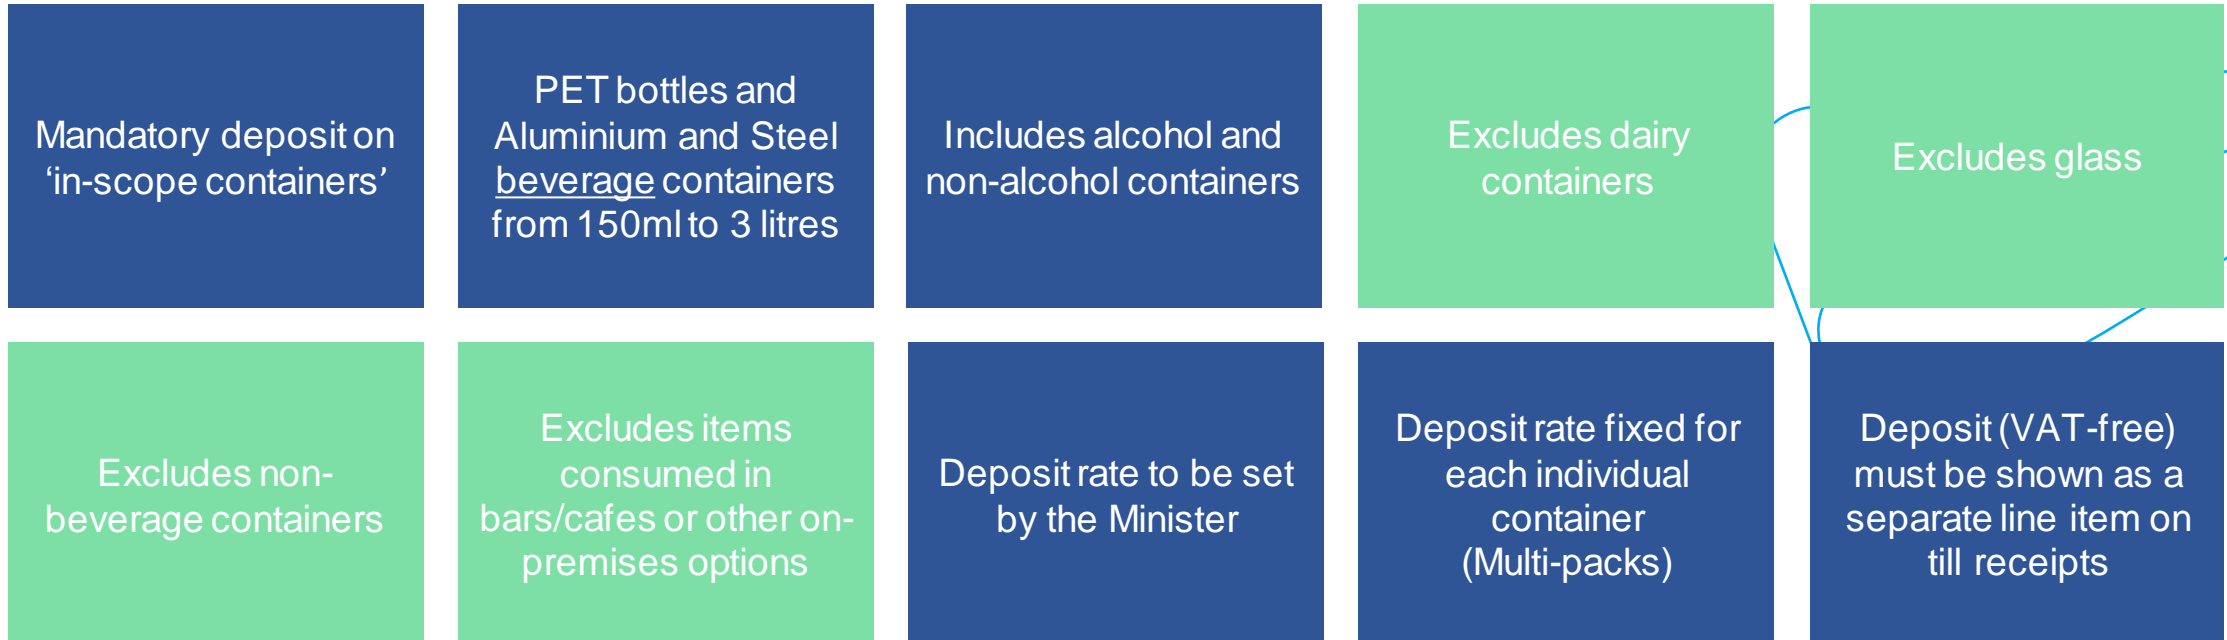 Mandatory deposit on
‘in-scope containers’
PET bottles and
Aluminium and Steel
beverage containers
from 150ml to 3 litres
Includes alcohol and
non-alcohol containers
Excludes dairy
containers
Excludes glass
Excludes non-
beverage containers
Excludes items
consumed in
bars/cafes or other on-
premises options
Deposit rate to be set
by the Minister
Deposit rate fixed for
each individual
container
(Multi-packs)
Deposit (VAT-free)
must be shown as a
separate line item on
till receipts